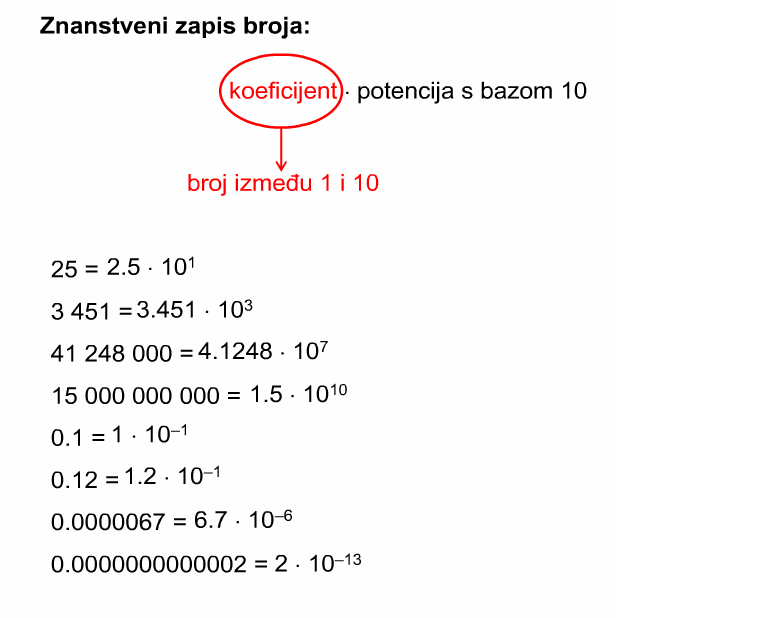 Znanstveni zapis broja:
koeficijent · potencija s bazom 10
broj između 1 i 10
25 = 2.5 · 10¹
3 451 = 3.451 · 10³
41 248 000 = 4.1248 · 10⁷
15 000 000 000 = 1.5 · 10¹⁰
0.1 = 1 · 10⁻¹
0.12 = 1.2 · 10⁻¹
0.0000067 = 6.7 · 10⁻⁶
0.0000000000002 = 2 · 10⁻¹³